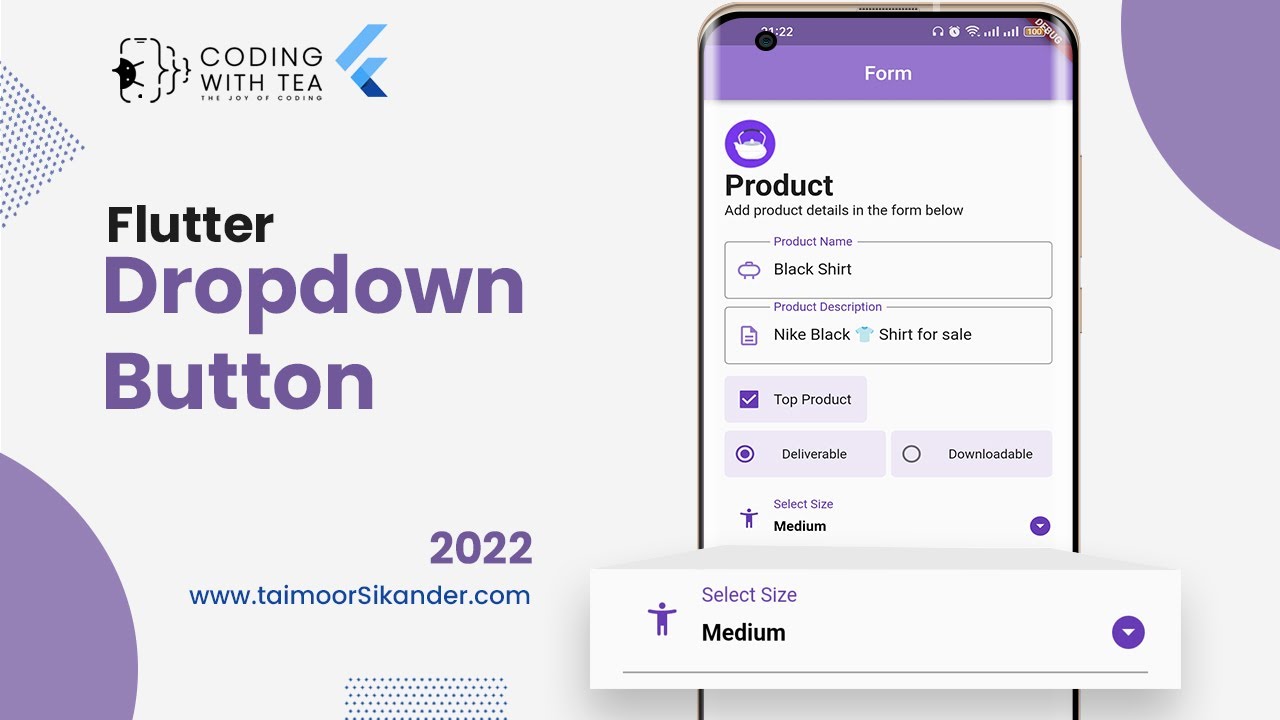 CODING
WITH TEA
THE JOY OF CODING
Flutter
Dropdown
Button
2022
www.taimoorSikander.com
100
DEBUG
Form
Product
Add product details in the form below
Product Name
Black Shirt
Product Description
Nike Black 👕 Shirt for sale
Top Product
Deliverable
Downloadable
Select Size
Medium
Select Size
Medium